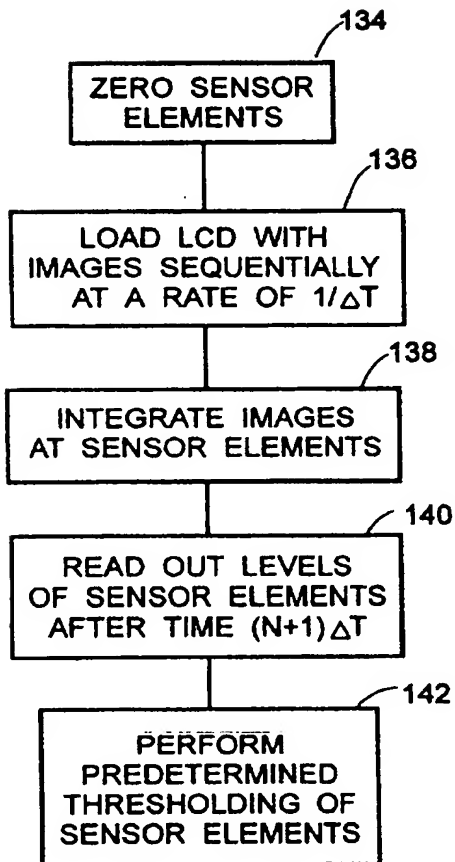 134
ZERO SENSOR
ELEMENTS
136
LOAD LCD WITH
IMAGES SEQUENTIALLY
AT A RATE OF 1/△T
138
INTEGRATE IMAGES
AT SENSOR ELEMENTS
140
READ OUT LEVELS
OF SENSOR ELEMENTS
AFTER TIME (N+1)△T
142
PERFORM
PREDETERMINED
THRESHOLDING OF
SENSOR ELEMENTS